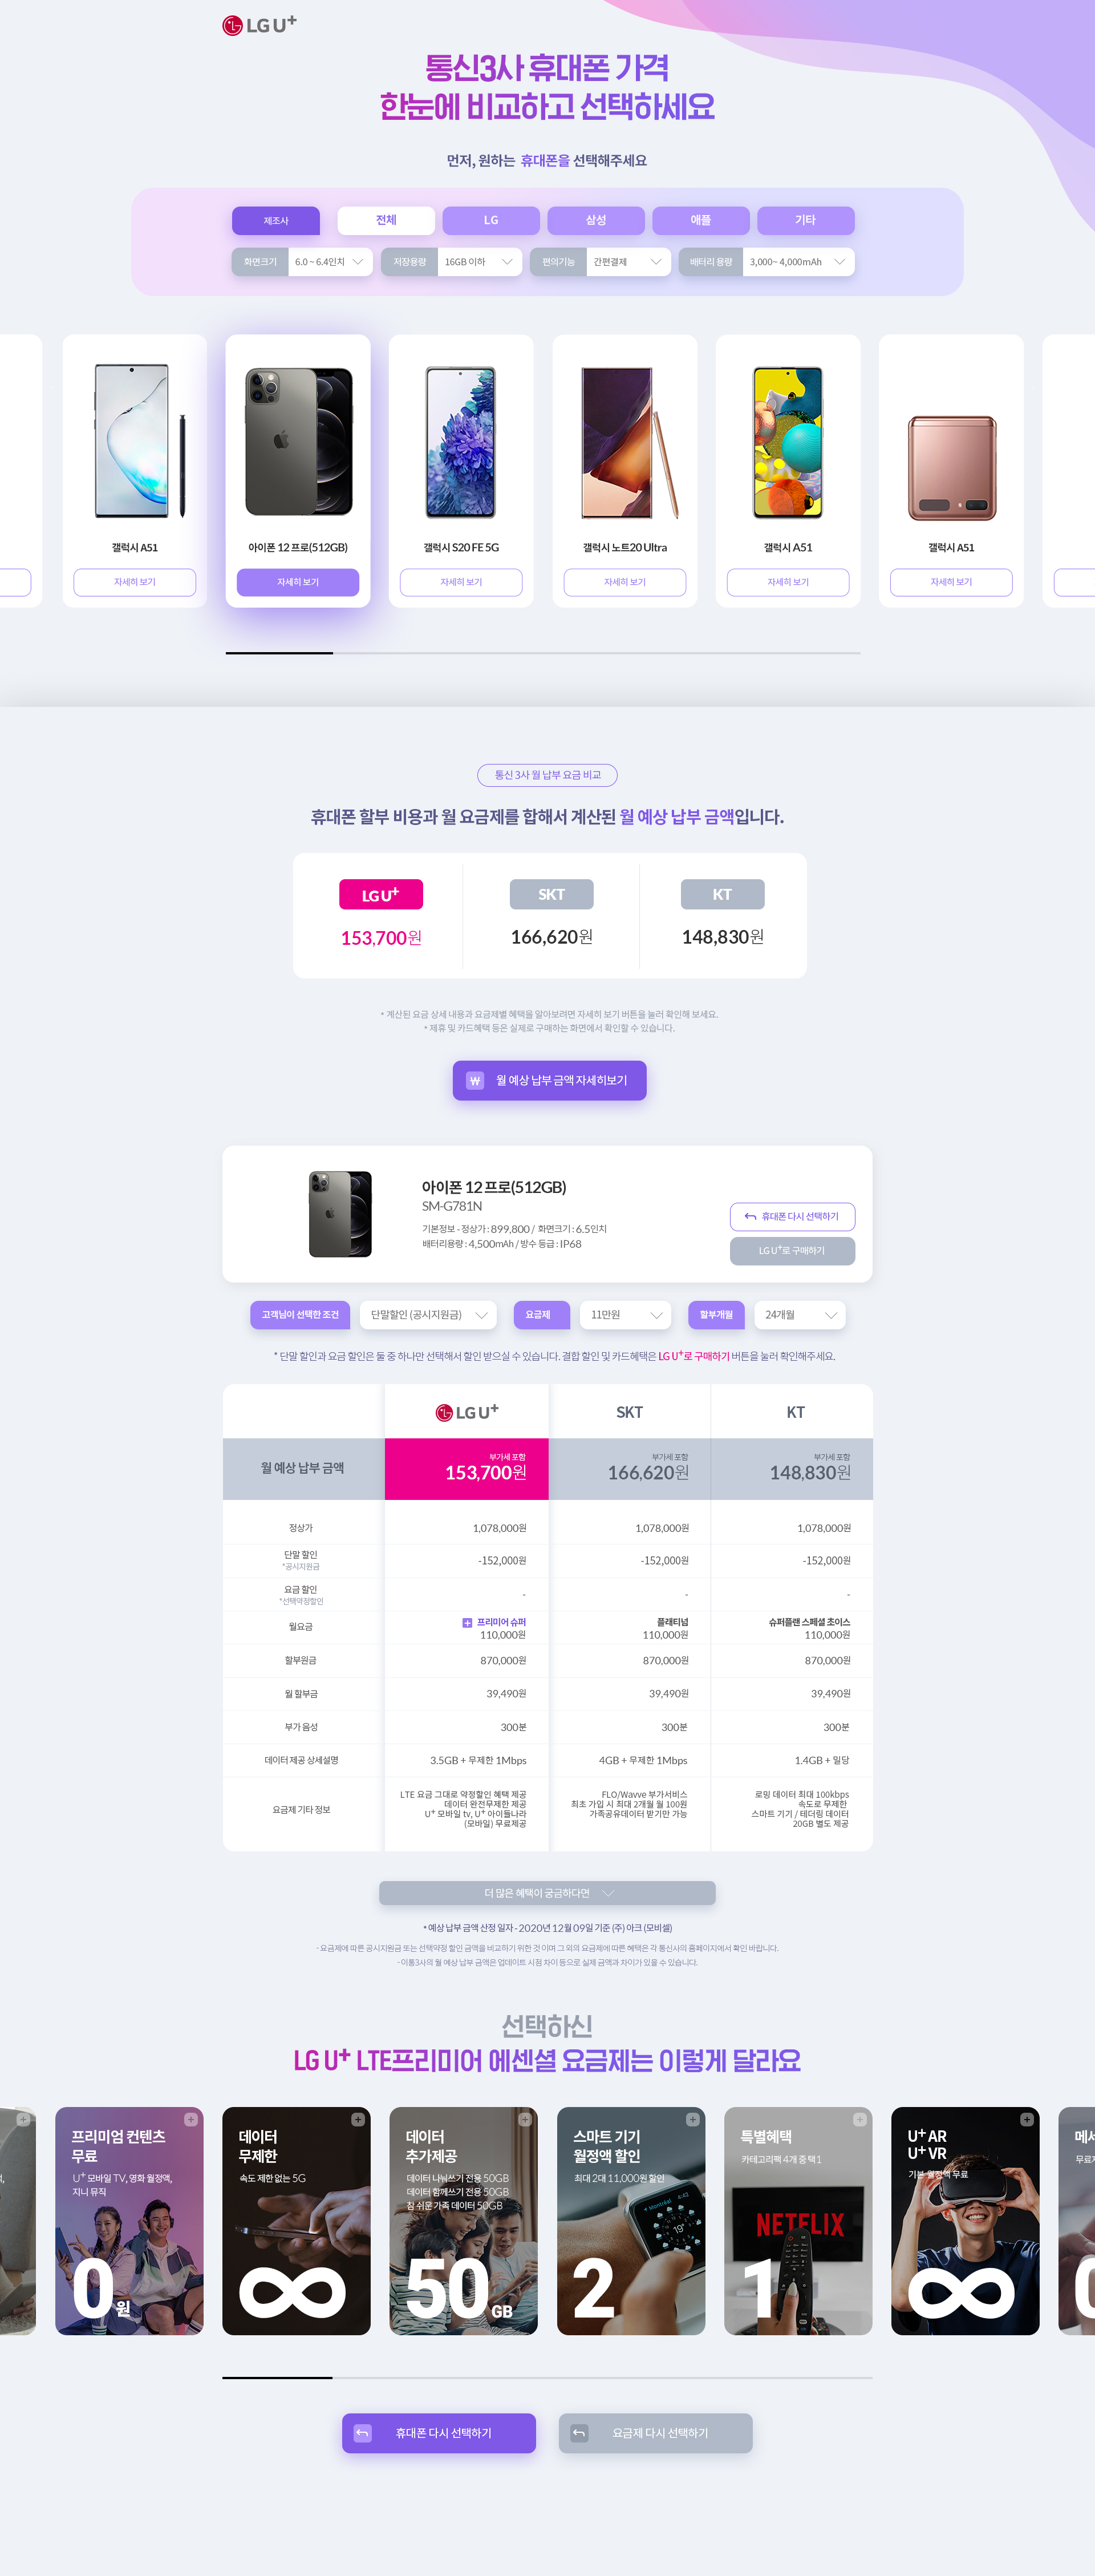 LG U+
통신3사 휴대폰 가격
한눈에 비교하고 선택하세요
먼저, 원하는 휴대폰을 선택해주세요
제조사 전체 LG 삼성 애플 기타
화면크기 6.0 ~ 6.4인치 저장용량 16GB 이하 편의기능 간편결제 배터리 용량 3,000~ 4,000mAh
갤럭시 A51 아이폰 12 프로(512GB) 갤럭시 S20 FE 5G 갤럭시 노트20 Ultra 갤럭시 A51 갤럭시 A51
자세히 보기 자세히 보기 자세히 보기 자세히 보기 자세히 보기 자세히 보기
통신 3사 월 납부 요금 비교
휴대폰 할부 비용과 월 요금제를 합해서 계산된 월 예상 납부 금액입니다.
LG U+ SKT KT
153,700원 166,620원 148,830원
* 계산된 요금 상세 내용과 요금제별 혜택을 알아보려면 자세히 보기 버튼을 눌러 확인해 보세요.
* 제휴 및 카드혜택 등은 실제로 구매하는 화면에서 확인할 수 있습니다.
₩ 월 예상 납부 금액 자세히보기
아이폰 12 프로(512GB)
SM-G781N
기본정보 - 정상가 : 899,800 / 화면크기 : 6.5인치
배터리용량 : 4,500mAh / 방수 등급 : IP68
휴대폰 다시 선택하기
LG U+로 구매하기
고객님이 선택한 조건 단말할인 (공시지원금) 요금제 11만원 할부개월 24개월
* 단말 할인과 요금 할인은 둘 중 하나만 선택해서 할인 받으실 수 있습니다. 결합 할인 및 카드혜택은 LG U+로 구매하기 버튼을 눌러 확인해주세요.
LG U+ SKT KT
부가세 포함 부가세 포함 부가세 포함
월 예상 납부 금액 153,700원 166,620원 148,830원
정상가 1,078,000원 1,078,000원 1,078,000원
단말 할인
*공시지원금
-152,000원 -152,000원 -152,000원
요금 할인
*선택약정할인
- - -
월요금
프리미어 슈퍼 플래티넘 슈퍼플랜 스페셜 초이스
110,000원 110,000원 110,000원
할부원금 870,000원 870,000원 870,000원
월 할부금 39,490원 39,490원 39,490원
부가 음성 300분 300분 300분
데이터 제공 상세설명 3.5GB + 무제한 1Mbps 4GB + 무제한 1Mbps 1.4GB + 일당
요금제 기타 정보
LTE 요금 그대로 약정할인 혜택 제공
데이터 완전무제한 제공
U+ 모바일 tv, U+ 아이들나라
(모바일) 무료제공
FLO/Wavve 부가서비스
최초 가입 시 최대 2개월 월 100원
가족공유데이터 받기만 가능
로밍 데이터 최대 100kbps
속도로 무제한
스마트 기기 / 테더링 데이터
20GB 별도 제공
더 많은 혜택이 궁금하다면
* 예상 납부 금액 산정 일자 - 2020년 12월 09일 기준 (주) 아크 (모비셀)
- 요금제에 따른 공시지원금 또는 선택약정 할인 금액을 비교하기 위한 것 이며 그 외의 요금제에 따른 혜택은 각 통신사의 홈페이지에서 확인 바랍니다.
- 이통3사의 월 예상 납부 금액은 업데이트 시점 차이 등으로 실제 금액과 차이가 있을 수 있습니다.
선택하신
LG U+ LTE프리미어 에센셜 요금제는 이렇게 달라요
프리미엄 컨텐츠
무료
U+ 모바일 TV, 영화 월정액,
지니 뮤직
0원
데이터
무제한
속도 제한 없는 5G
∞
데이터
추가제공
데이터 나눠쓰기 전용 50GB
데이터 함께쓰기 전용 50GB
참 쉬운 가족 데이터 50GB
50GB
스마트 기기
월정액 할인
최대 2대 11,000원 할인
Montréal 4:42
19°
2
특별혜택
카테고리팩 4개 중 택 1
NETFLIX
1
U+ AR
U+ VR
기본 월정액 무료
∞
휴대폰 다시 선택하기 요금제 다시 선택하기